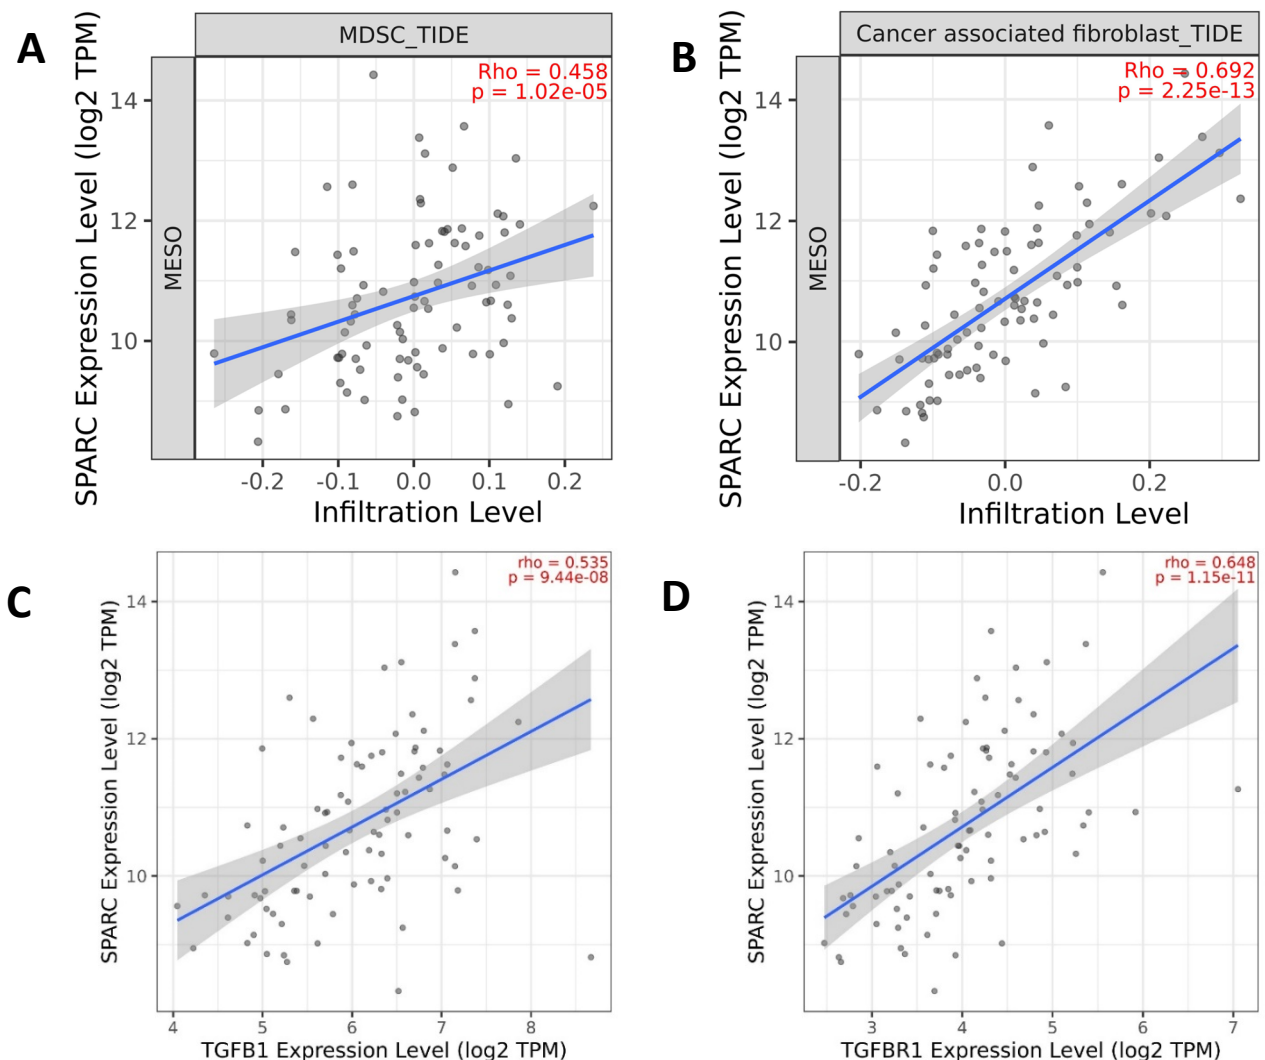 A
MDSC_TIDE
Rho = 0.458
p = 1.02e-05
SPARC Expression Level (log2 TPM)
MESO
14
12
10
-0.2
-0.1
0.0
0.1
0.2
Infiltration Level
B
Cancer associated fibroblast_TIDE
Rho = 0.692
p = 2.25e-13
SPARC Expression Level (log2 TPM)
MESO
14
12
10
-0.2
0.0
0.2
Infiltration Level
C
rho = 0.535
p = 9.44e-08
SPARC Expression Level (log2 TPM)
14
12
10
4
5
6
7
8
TGFB1 Expression Level (log2 TPM)
D
rho = 0.648
p = 1.15e-11
SPARC Expression Level (log2 TPM)
14
12
10
3
4
5
6
7
TGFBR1 Expression Level (log2 TPM)